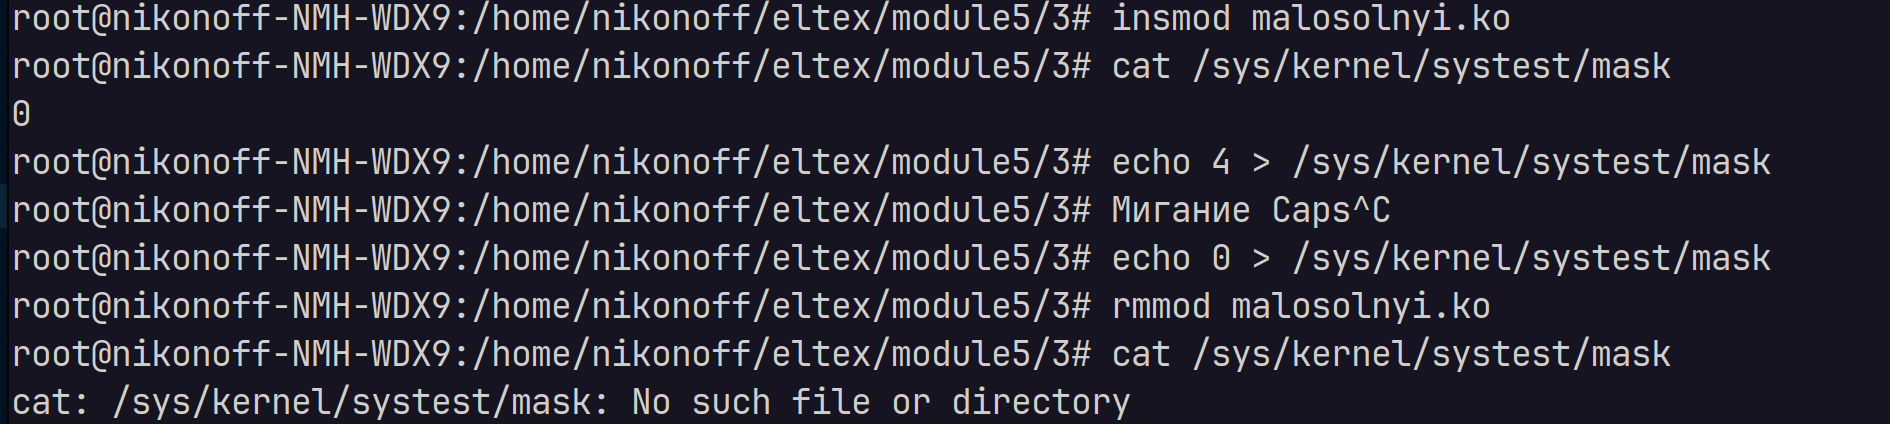 root@nikonoff-NMH-WDX9:/home/nikonoff/eltex/module5/3# insmod malosolnyi.ko
root@nikonoff-NMH-WDX9:/home/nikonoff/eltex/module5/3# cat /sys/kernel/systest/mask
0
root@nikonoff-NMH-WDX9:/home/nikonoff/eltex/module5/3# echo 4 > /sys/kernel/systest/mask
root@nikonoff-NMH-WDX9:/home/nikonoff/eltex/module5/3# Мигание Caps^C
root@nikonoff-NMH-WDX9:/home/nikonoff/eltex/module5/3# echo 0 > /sys/kernel/systest/mask
root@nikonoff-NMH-WDX9:/home/nikonoff/eltex/module5/3# rmmod malosolnyi.ko
root@nikonoff-NMH-WDX9:/home/nikonoff/eltex/module5/3# cat /sys/kernel/systest/mask
cat: /sys/kernel/systest/mask: No such file or directory